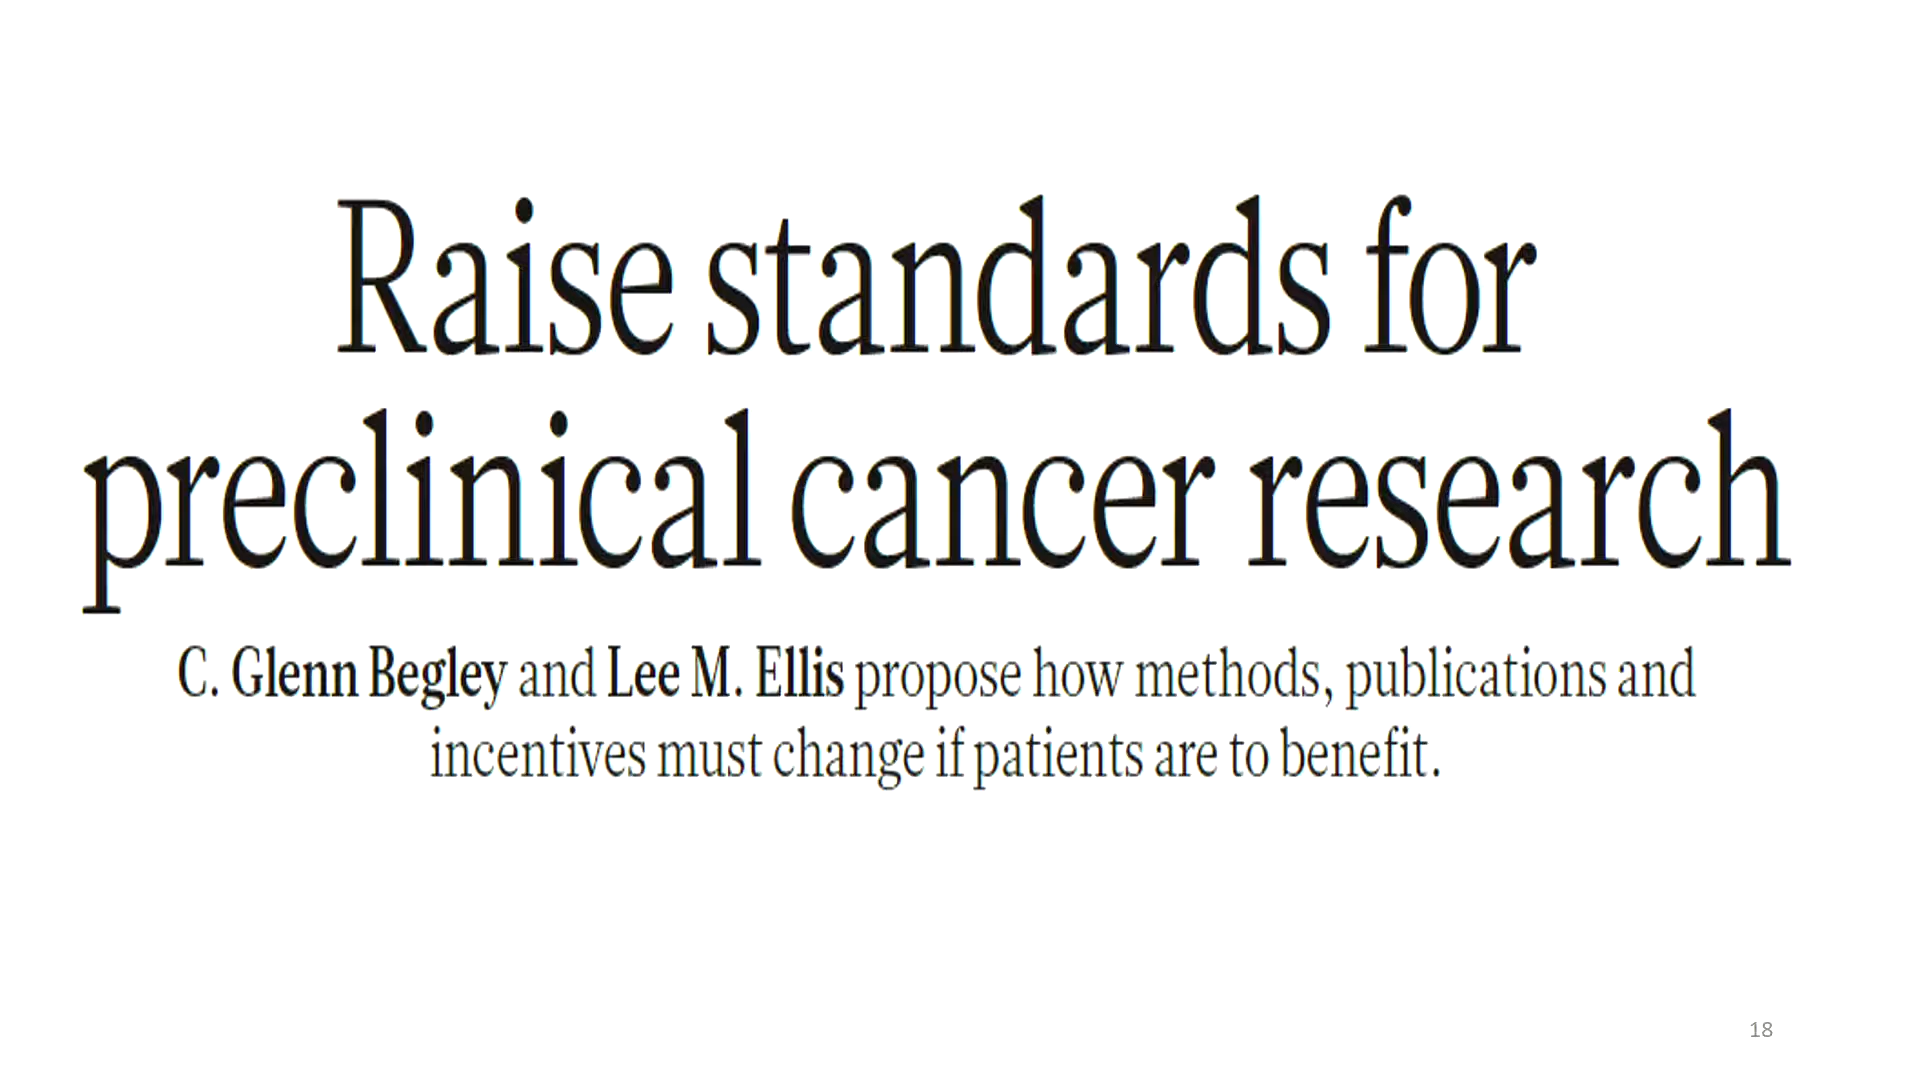 Raise standards for
preclinical cancer research
C. Glenn Begley and Lee M. Ellis propose how methods, publications and
incentives must change if patients are to benefit.
18